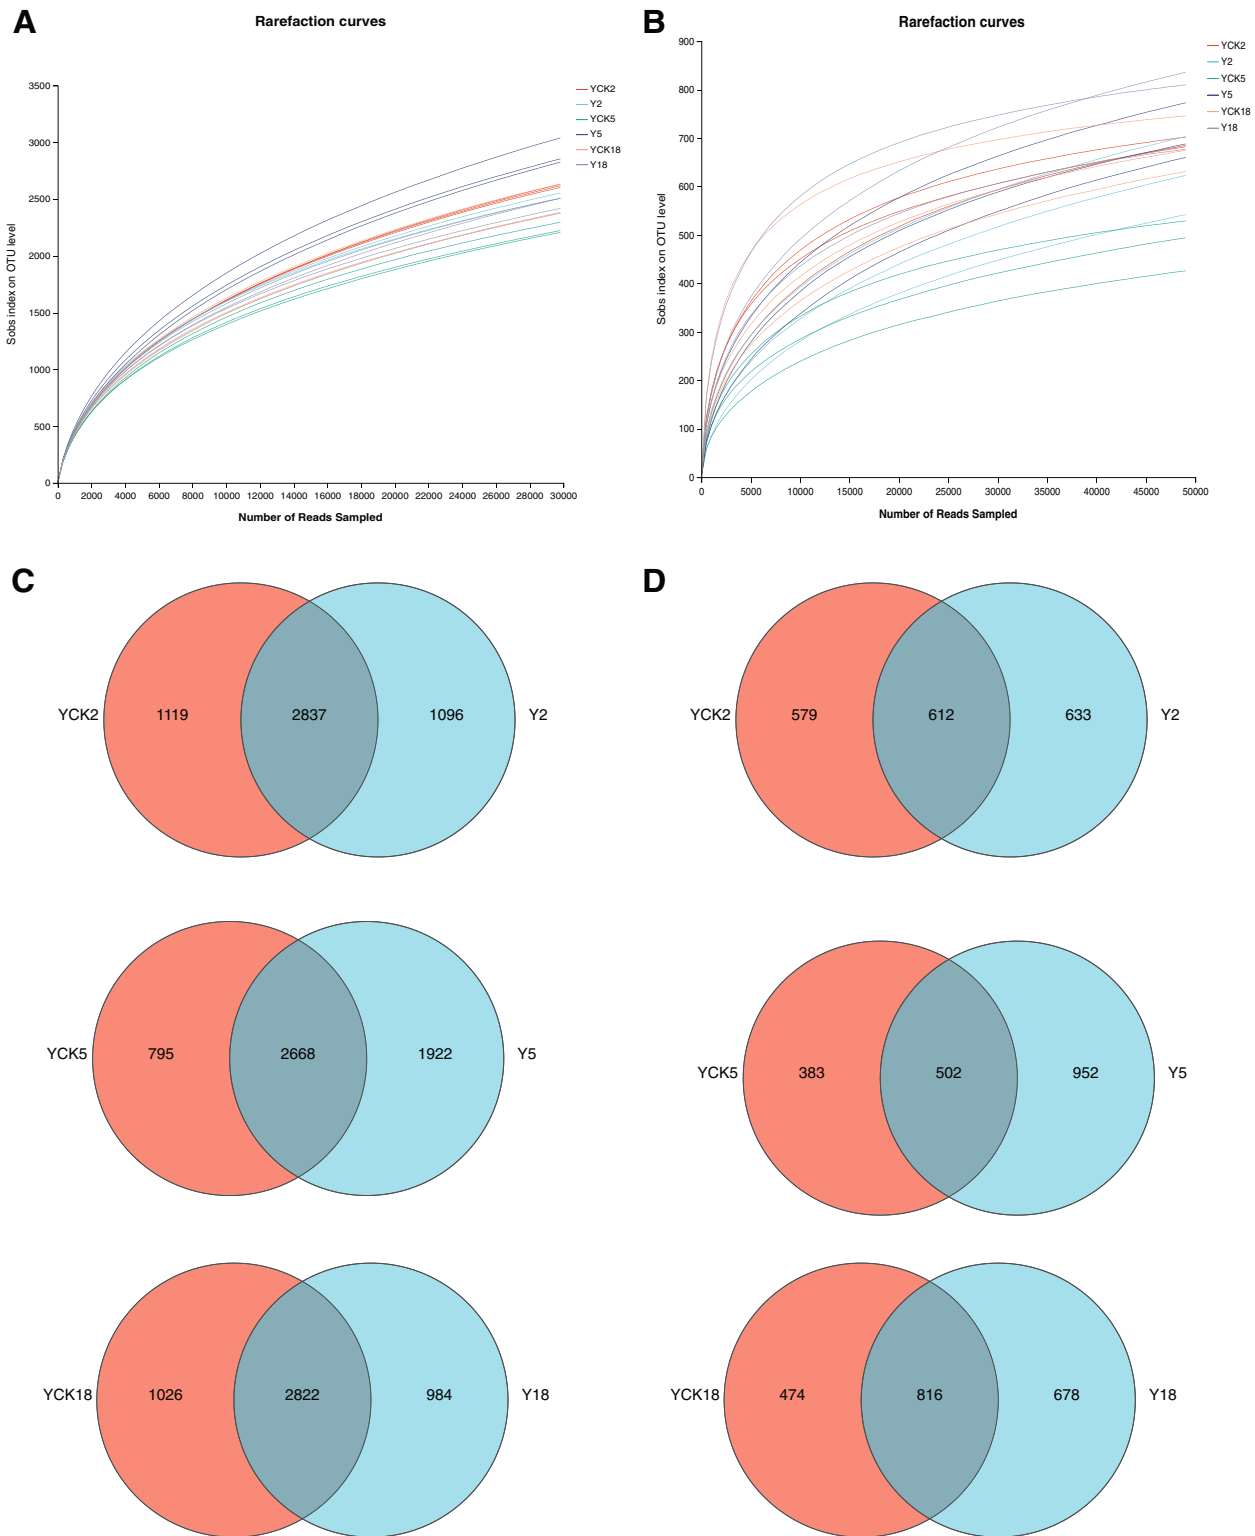 A
Rarefaction curves
3500
3000
2500
2000
1500
1000
500
0
Sobs index on OTU level
0 2000 4000 6000 8000 10000 12000 14000 16000 18000 20000 22000 24000 26000 28000 30000
Number of Reads Sampled
YCK2
Y2
YCK5
Y5
YCK18
Y18
B
Rarefaction curves
900
800
700
600
500
400
300
200
100
0
Sobs index on OTU level
0 5000 10000 15000 20000 25000 30000 35000 40000 45000 50000
Number of Reads Sampled
YCK2
Y2
YCK5
Y5
YCK18
Y18
C
YCK2 1119 2837 1096 Y2
YCK5 795 2668 1922 Y5
YCK18 1026 2822 984 Y18
D
YCK2 579 612 633 Y2
YCK5 383 502 952 Y5
YCK18 474 816 678 Y18